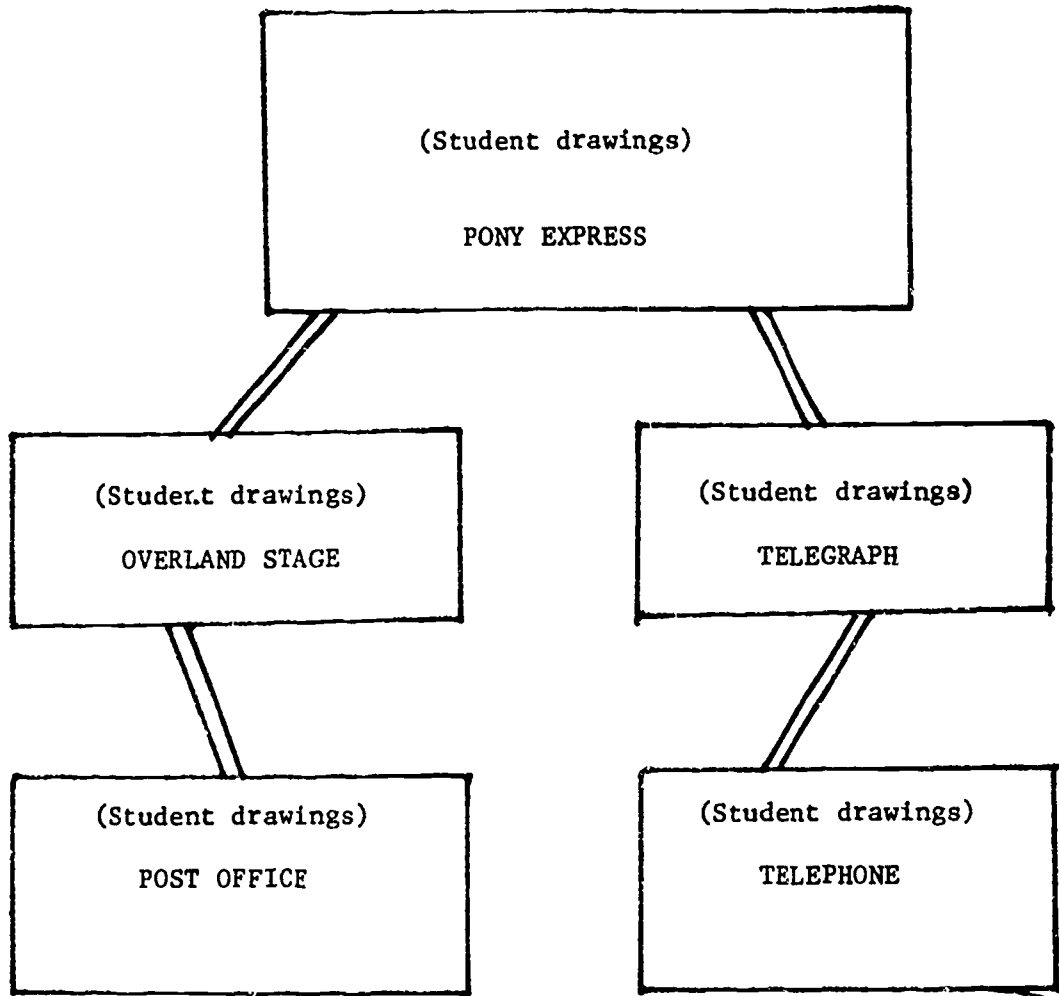 (Student drawings)
PONY EXPRESS
(Student drawings)
OVERLAND STAGE
(Student drawings)
TELEGRAPH
(Student drawings)
POST OFFICE
(Student drawings)
TELEPHONE